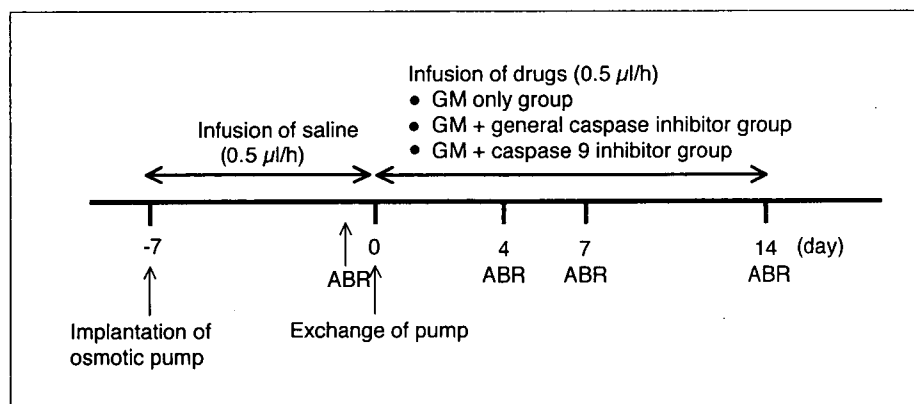 Infusion of drugs (0.5 µl/h)
• GM only group
• GM + general caspase inhibitor group
• GM + caspase 9 inhibitor group
Infusion of saline
(0.5 µl/h)
-7 0 4 7 14 (day)
ABR ABR ABR ABR
Implantation of
osmotic pump
Exchange of pump